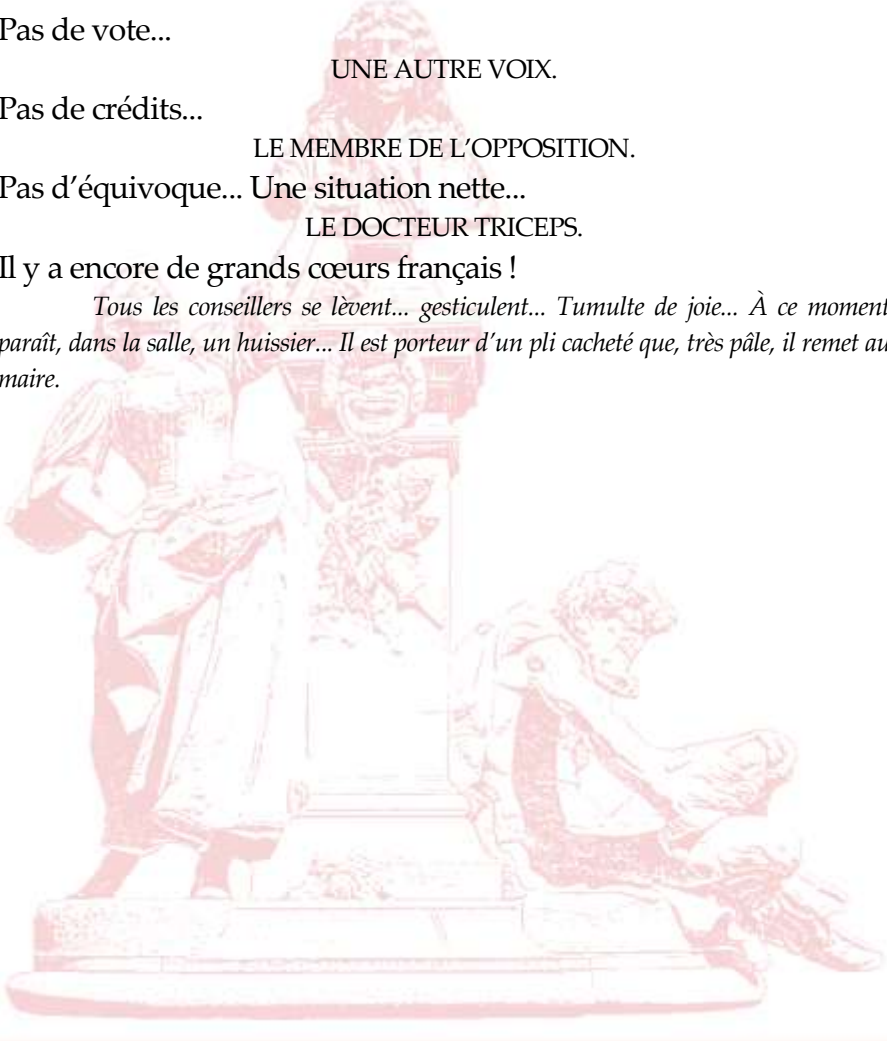 Pas de vote...
UNE AUTRE VOIX.
Pas de crédits...
LE MEMBRE DE L’OPPOSITION.
Pas d’équivoque... Une situation nette...
LE DOCTEUR TRICEPS.
Il y a encore de grands cœurs français !
Tous les conseillers se lèvent... gesticulent... Tumulte de joie... À ce moment
paraît, dans la salle, un huissier... Il est porteur d’un pli cacheté que, très pâle, il remet au
maire.